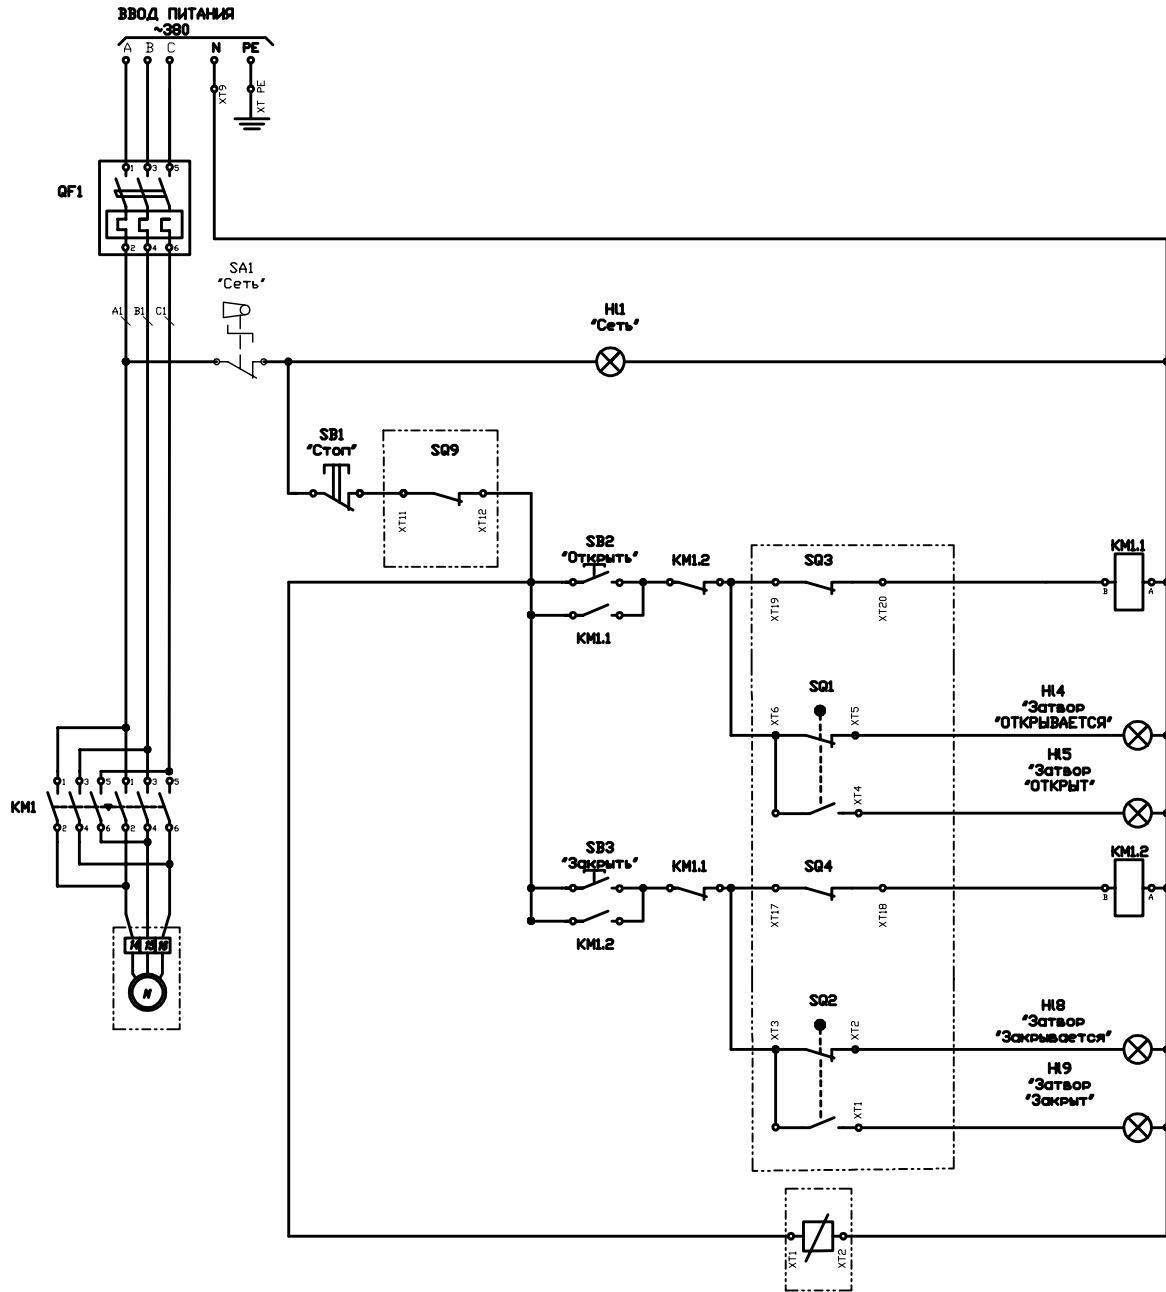 ВВОД ПИТАНИЯ
~380
A B C N PE
XT9
XT PE
1 3 5
QF1
2 4 6
SA1
"Сеть"
A1 B1 C1
Hl1
"Сеть"
SB1
"Стоп"
SQ9
XT11
XT12
SB2
"Открыть"
KM1.2
SQ3
KM1.1
XT19
XT20
B
A
KM1.1
SQ1
XT6
XT5
Hl4
"Затвор
"ОТКРЫВАЕТСЯ"
Hl5
"Затвор
"ОТКРЫТ"
XT4
1 3 5 1 3 5
KM1
2 4 6 2 4 6
SB3
"Закрыть"
KM1.1
SQ4
KM1.2
XT17
XT18
B
A
KM1.2
14 15 16
SQ2
XT3
XT2
Hl8
"Затвор
"Закрывается"
Hl9
"Затвор
"Закрыт"
XT1
XT1
XT2